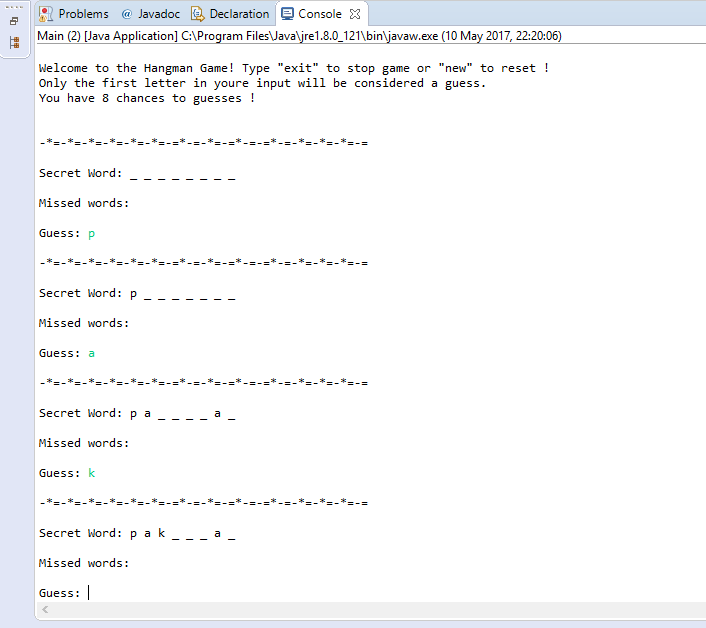 Problems @ Javadoc Declaration Console
Main (2) [Java Application] C:\Program Files\Java\jre1.8.0_121\bin\javaw.exe (10 May 2017, 22:20:06)
Welcome to the Hangman Game! Type "exit" to stop game or "new" to reset !
Only the first letter in youre input will be considered a guess.
You have 8 chances to guesses !
-*=-*=-*=-*=-*=-*=-=*-=-*=-=*-=-=*-=-*=-*=-*=-=
Secret Word: _ _ _ _ _ _ _ _
Missed words:
Guess: p
-*=-*=-*=-*=-*=-*=-=*-=-*=-=*-=-=*-=-*=-*=-*=-=
Secret Word: p _ _ _ _ _ _ _
Missed words:
Guess: a
-*=-*=-*=-*=-*=-*=-=*-=-*=-=*-=-=*-=-*=-*=-*=-=
Secret Word: p a _ _ _ _ a _
Missed words:
Guess: k
-*=-*=-*=-*=-*=-*=-=*-=-*=-=*-=-=*-=-*=-*=-*=-=
Secret Word: p a k _ _ _ a _
Missed words:
Guess: